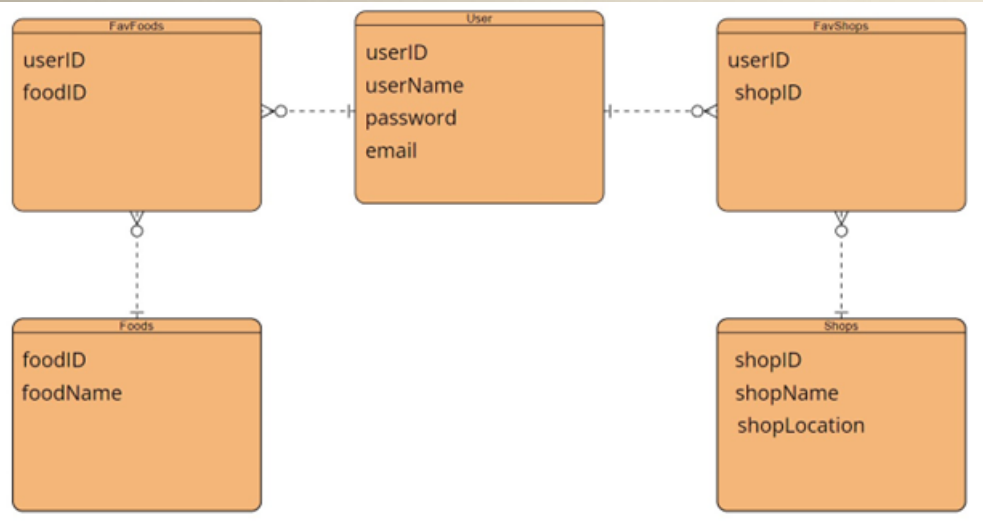 FavFoods
userID
foodID
User
userID
userName
password
email
FavShops
userID
shopID
Foods
foodID
foodName
Shops
shopID
shopName
shopLocation